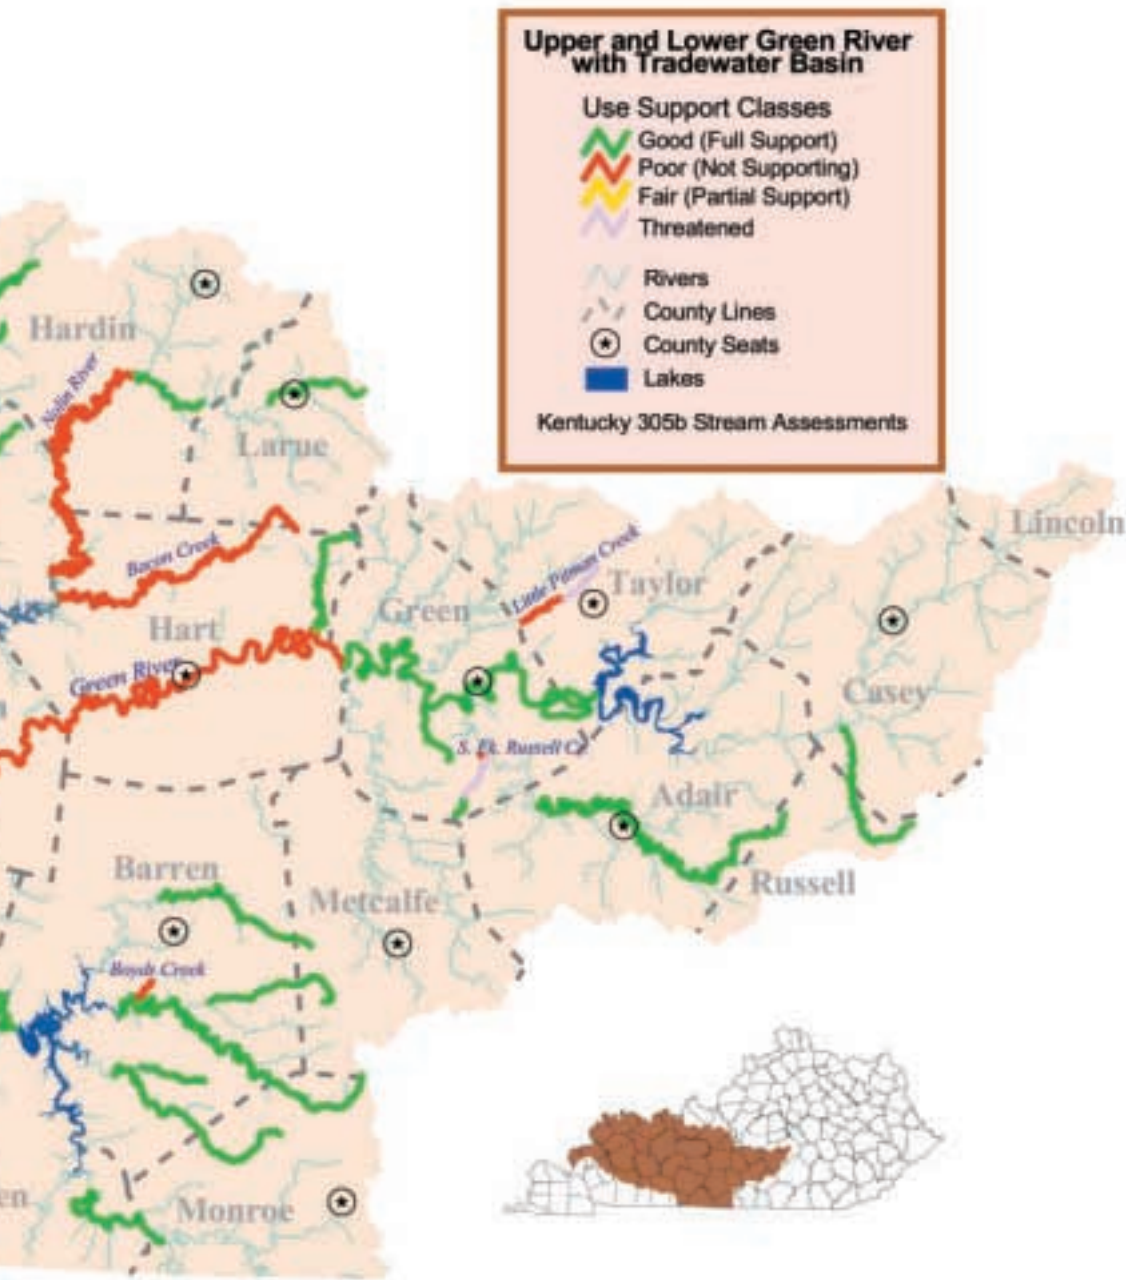 Upper and Lower Green River
with Tradewater Basin
Use Support Classes
Good (Full Support)
Poor (Not Supporting)
Fair (Partial Support)
Threatened
Rivers
County Lines
County Seats
Lakes
Kentucky 305b Stream Assessments
Hardin
Nolin River
Larue
Lincoln
Bacon Creek
Little Pitman Creek
Taylor
Green
Hart
Green River
Casey
S. Fk. Russell Cr.
Adair
Barren
Russell
Metcalfe
Boyds Creek
en
Monroe